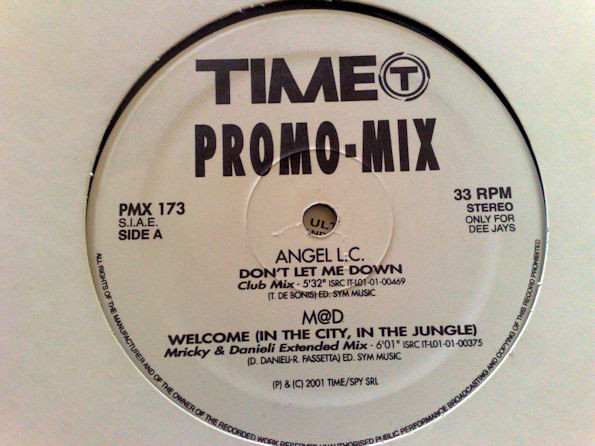 TIME T
PROMO-MIX
PMX 173
S.I.A.E.
SIDE A
33 RPM
STEREO
ONLY FOR
DEE JAYS
ANGEL L.C.
DON'T LET ME DOWN
Club Mix - 5'32" ISRC IT-L01-01-00469
(T. DE BONIS) ED. SYM MUSIC
M@D
WELCOME (IN THE CITY, IN THE JUNGLE)
Mricky & Danieli Extended Mix - 6'01" ISRC IT-L01-01-00375
(D. DANIELI-R. FASSETTA) ED. SYM MUSIC
(P) & (C) 2001 TIME/SPY SRL
ALL RIGHTS OF THE MANUFACTURER AND OF THE OWNER OF THE RECORDED WORK RESERVED UNAUTHORISED PUBLIC PERFORMANCE BROADCASTING AND COPYING OF THIS RECORD PROHIBITED